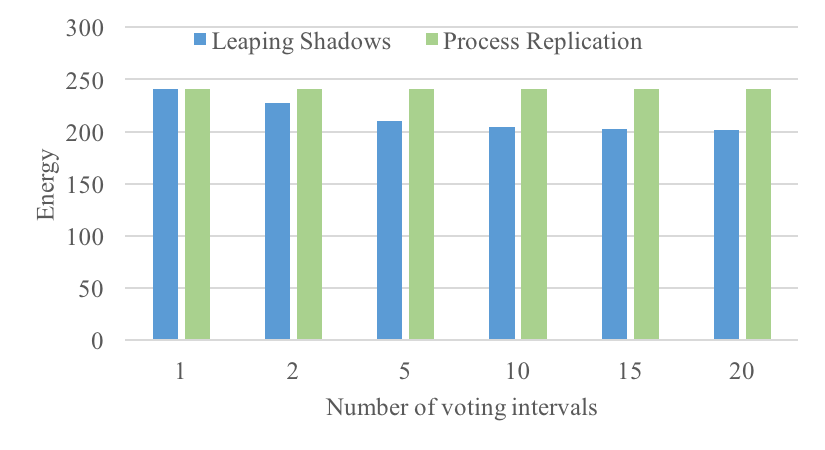 300
Leaping Shadows Process Replication
250
200
150
100
50
0
Energy
1 2 5 10 15 20
Number of voting intervals